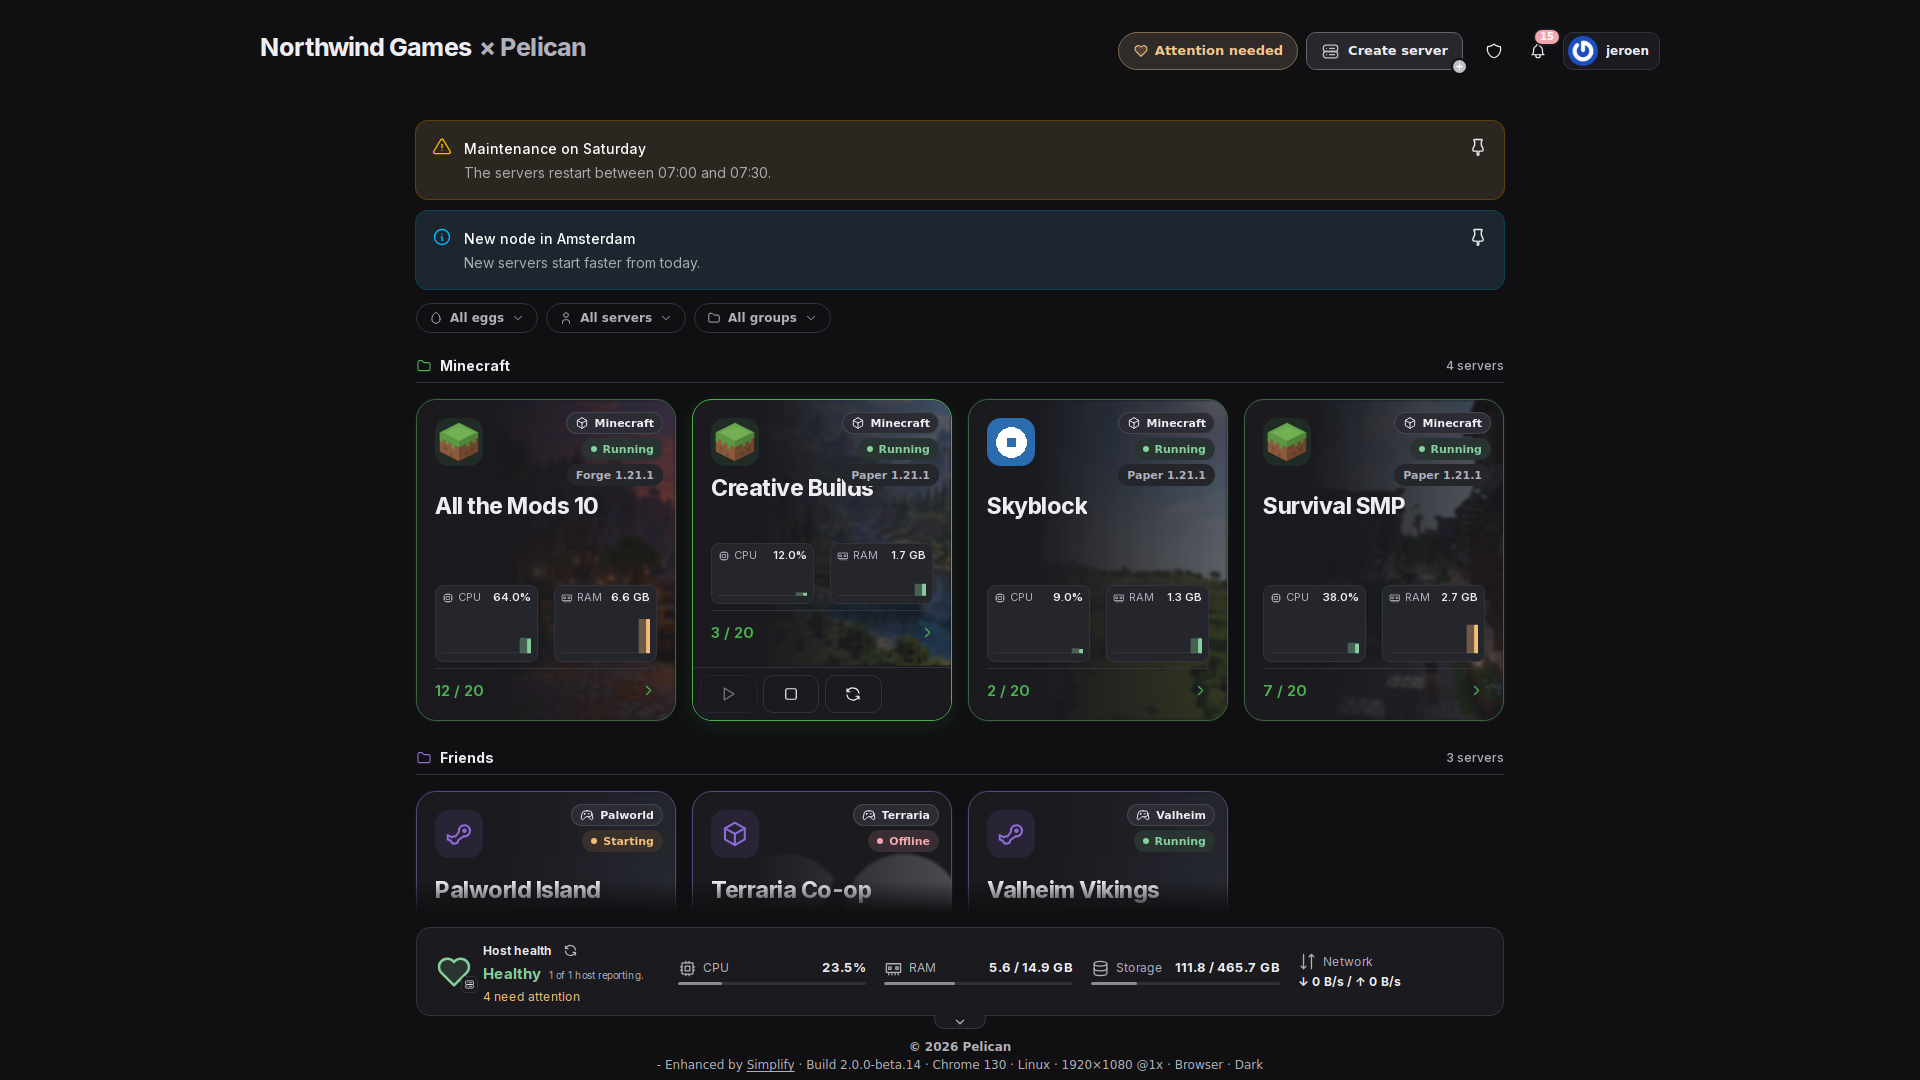 Northwind Games × Pelican
Attention needed
Create server
15
jeroen
Maintenance on Saturday
The servers restart between 07:00 and 07:30.
New node in Amsterdam
New servers start faster from today.
All eggs
All servers
All groups
Minecraft
4 servers
Minecraft
Running
Forge 1.21.1
All the Mods 10
CPU 64.0%
RAM 6.6 GB
12 / 20
Minecraft
Running
Paper 1.21.1
Creative Builds
CPU 12.0%
RAM 1.7 GB
3 / 20
Minecraft
Running
Paper 1.21.1
Skyblock
CPU 9.0%
RAM 1.3 GB
2 / 20
Minecraft
Running
Paper 1.21.1
Survival SMP
CPU 38.0%
RAM 2.7 GB
7 / 20
Friends
3 servers
Palworld
Starting
Palworld Island
Terraria
Offline
Terraria Co-op
Valheim
Running
Valheim Vikings
Host health
Healthy 1 of 1 host reporting.
4 need attention
CPU 23.5%
RAM 5.6 / 14.9 GB
Storage 111.8 / 465.7 GB
Network
↓ 0 B/s / ↑ 0 B/s
© 2026 Pelican
- Enhanced by Simplify · Build 2.0.0-beta.14 · Chrome 130 · Linux · 1920×1080 @1x · Browser · Dark